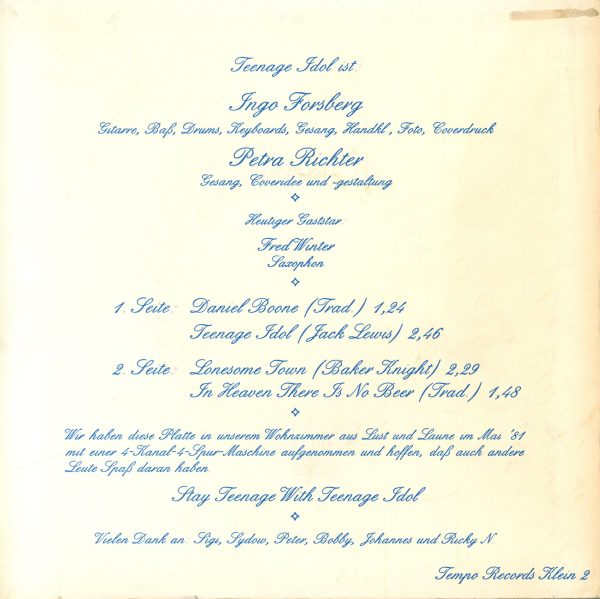 Teenage Idol ist:
Ingo Forsberg
Gitarre, Baß, Drums, Keyboards, Gesang, Handkl., Foto, Coverdruck
Petra Richter
Gesang, Coveridee und -gestaltung
Heutiger Gaststar:
Fred Winter
Saxophon
1. Seite: Daniel Boone (Trad.) 1,24
Teenage Idol (Jack Lewis) 2,46
2. Seite: Lonesome Town (Baker Knight) 2,29
In Heaven There Is No Beer (Trad.) 1,48
Wir haben diese Platte in unserem Wohnzimmer aus Lust und Laune im Mai '81
mit einer 4-Kanal-4-Spur-Maschine aufgenommen und hoffen, daß auch andere
Leute Spaß daran haben.
Stay Teenage With Teenage Idol
Vielen Dank an: Sigi, Sydow, Peter, Bobby, Johannes und Ricky N.
Tempo Records Klein 2